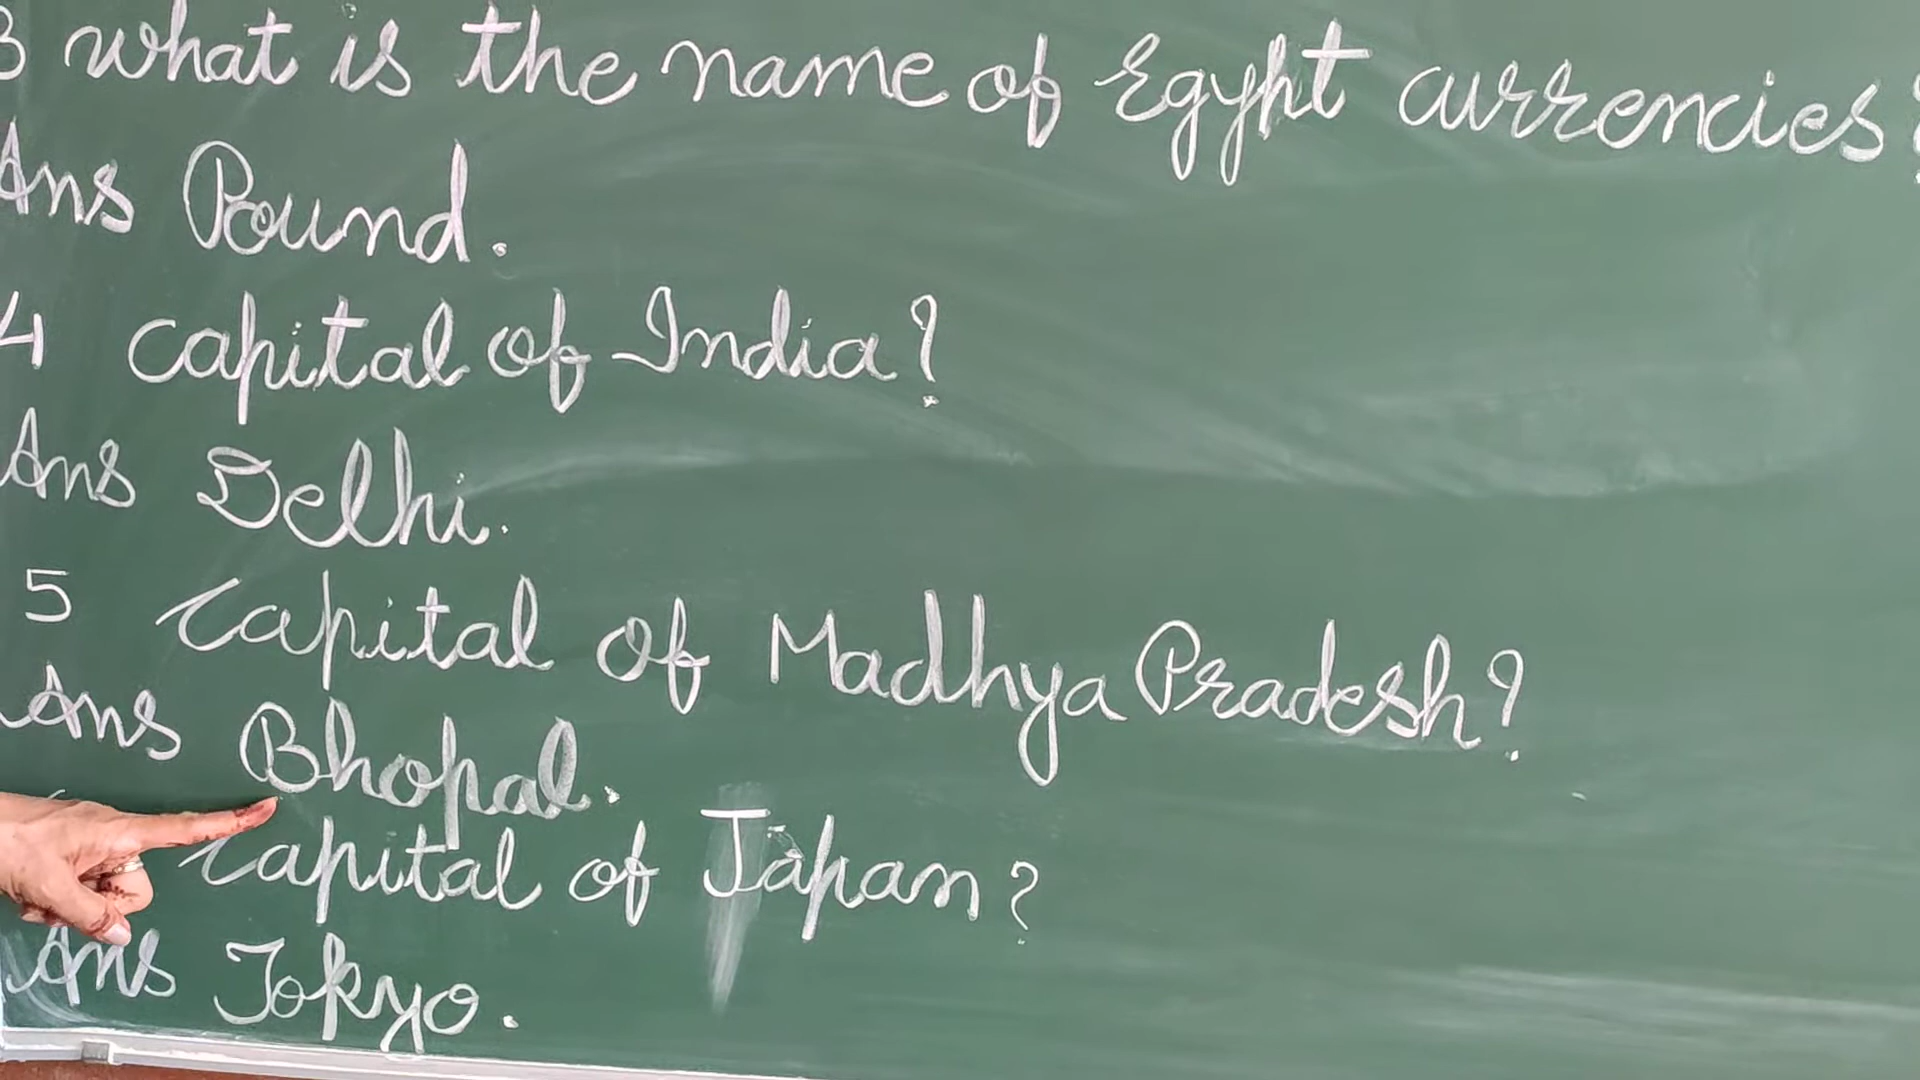 3 what is the name of Egypt currencies?
Ans Pound.
4 capital of India?
Ans Delhi.
5 capital of Madhya Pradesh?
Ans Bhopal.
capital of Japan?
Ans Tokyo.